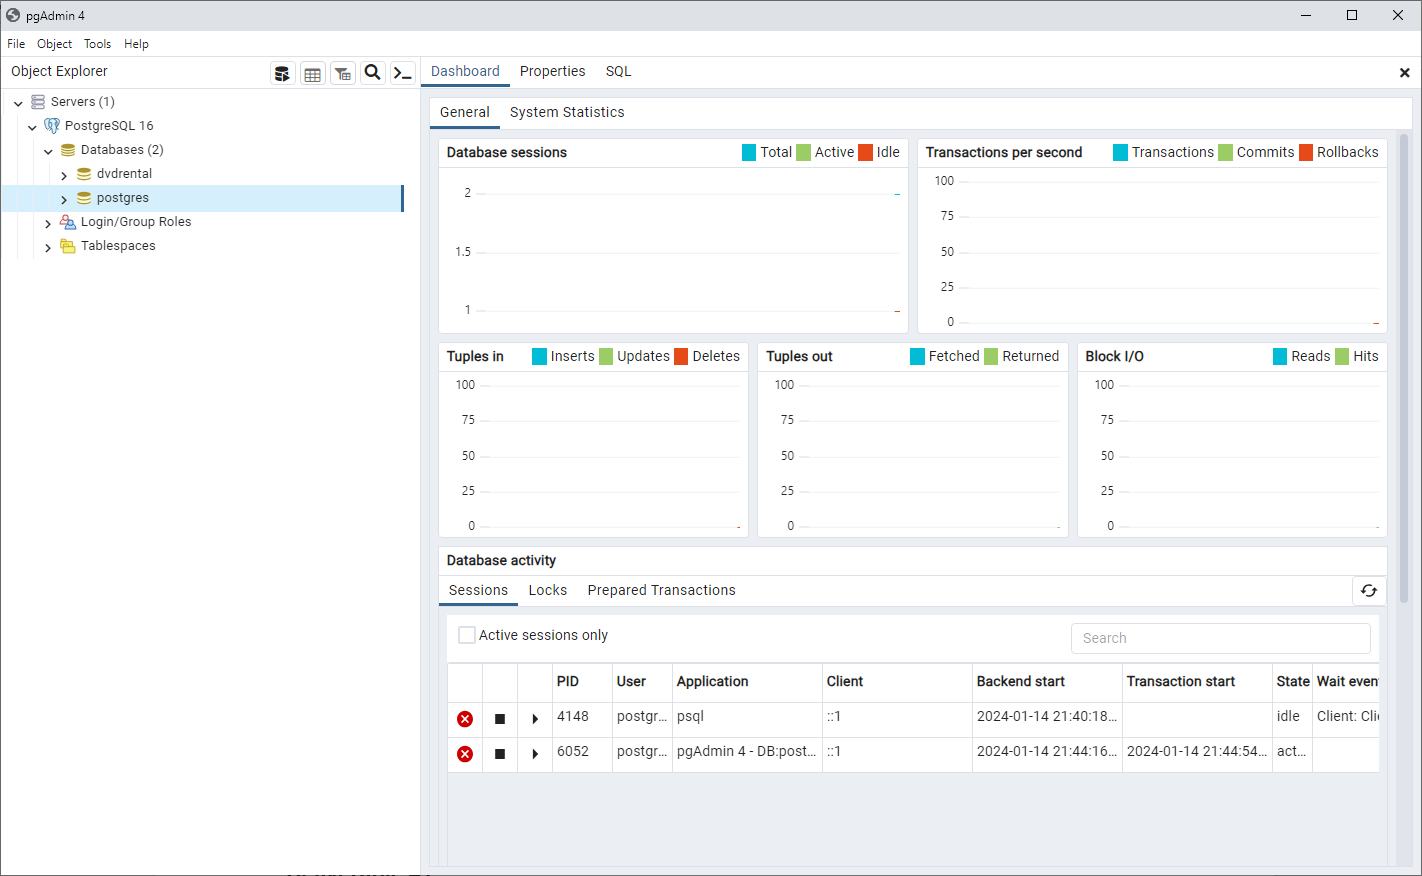 pgAdmin 4
File Object Tools Help
Object Explorer
Servers (1)
PostgreSQL 16
Databases (2)
dvdrental
postgres
Login/Group Roles
Tablespaces
Dashboard Properties SQL
General System Statistics
Database sessions Total Active Idle
2
1.5
1
Transactions per second Transactions Commits Rollbacks
100
75
50
25
0
Tuples in Inserts Updates Deletes
100
75
50
25
0
Tuples out Fetched Returned
100
75
50
25
0
Block I/O Reads Hits
100
75
50
25
0
Database activity
Sessions Locks Prepared Transactions
Active sessions only Search
PID User Application Client Backend start Transaction start State Wait even
4148 postgr... psql ::1 2024-01-14 21:40:18... idle Client: Cli
6052 postgr... pgAdmin 4 - DB:post... ::1 2024-01-14 21:44:16... 2024-01-14 21:44:54... act...